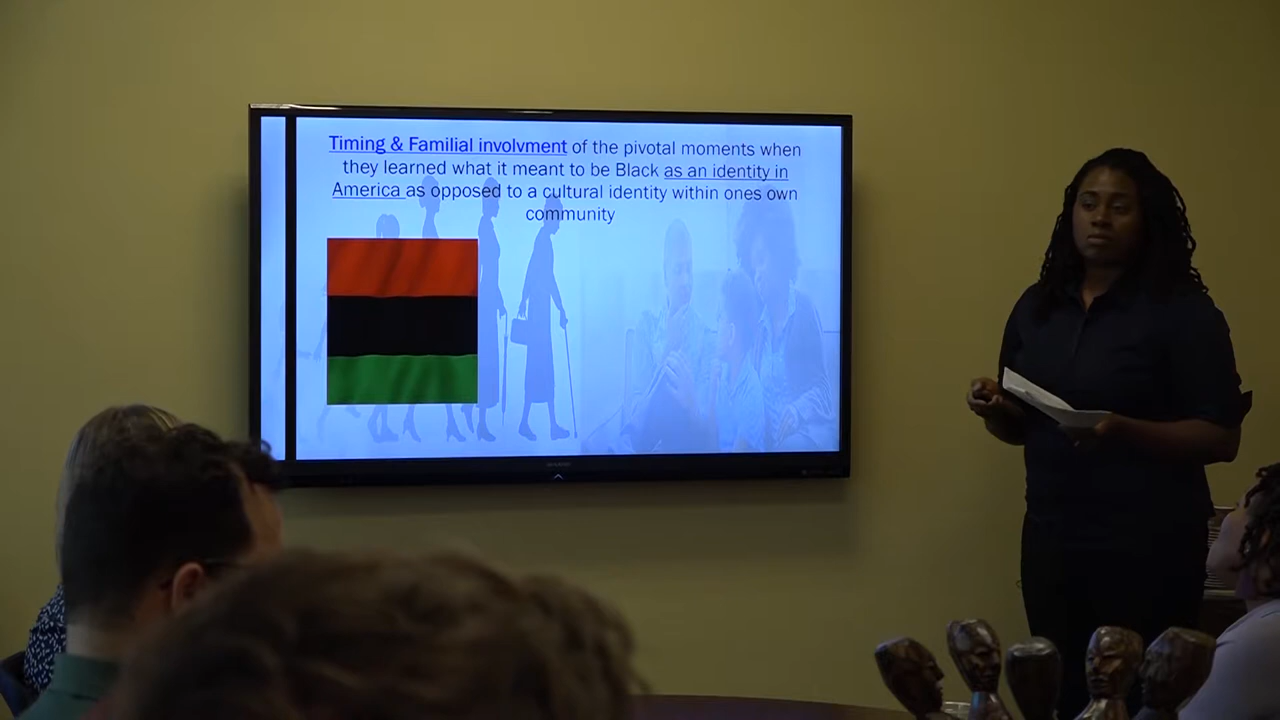 Timing & Familial involvment of the pivotal moments when
they learned what it meant to be Black as an identity in
America as opposed to a cultural identity within ones own
community